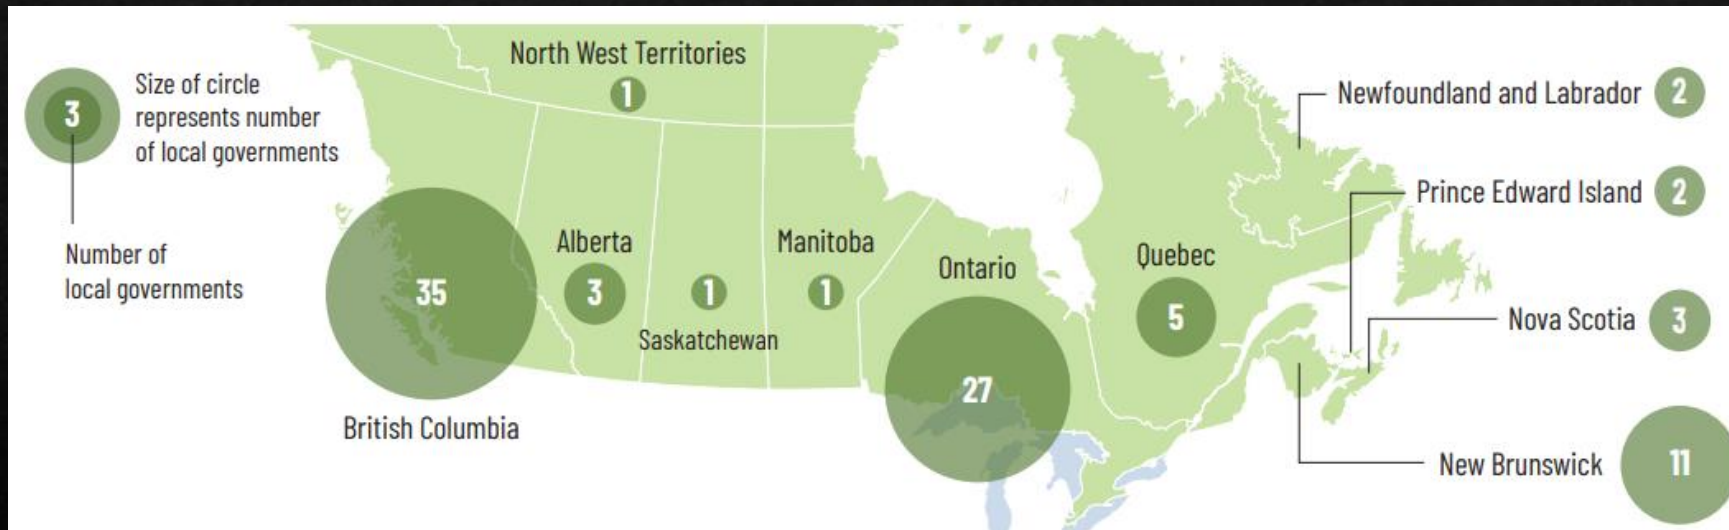 3
Size of circle
represents number
of local governments
Number of
local governments
North West Territories
1
British Columbia
35
Alberta
3
Saskatchewan
1
Manitoba
1
Ontario
27
Quebec
5
Newfoundland and Labrador
2
Prince Edward Island
2
Nova Scotia
3
New Brunswick
11